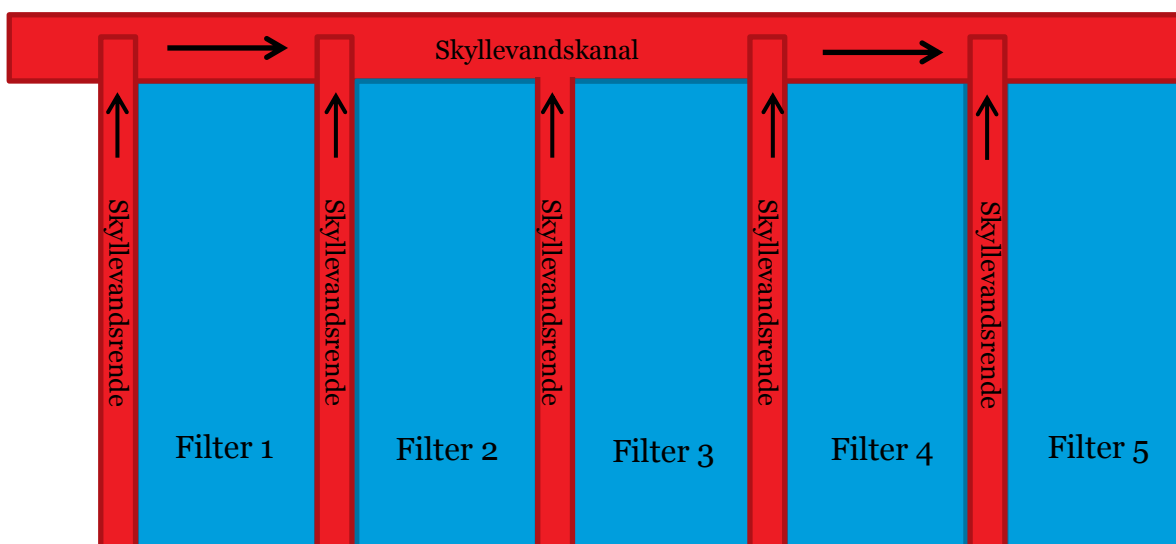 Skyllevandskanal
Skyllevandsrende
Skyllevandsrende
Skyllevandsrende
Skyllevandsrende
Skyllevandsrende
Filter 1
Filter 2
Filter 3
Filter 4
Filter 5